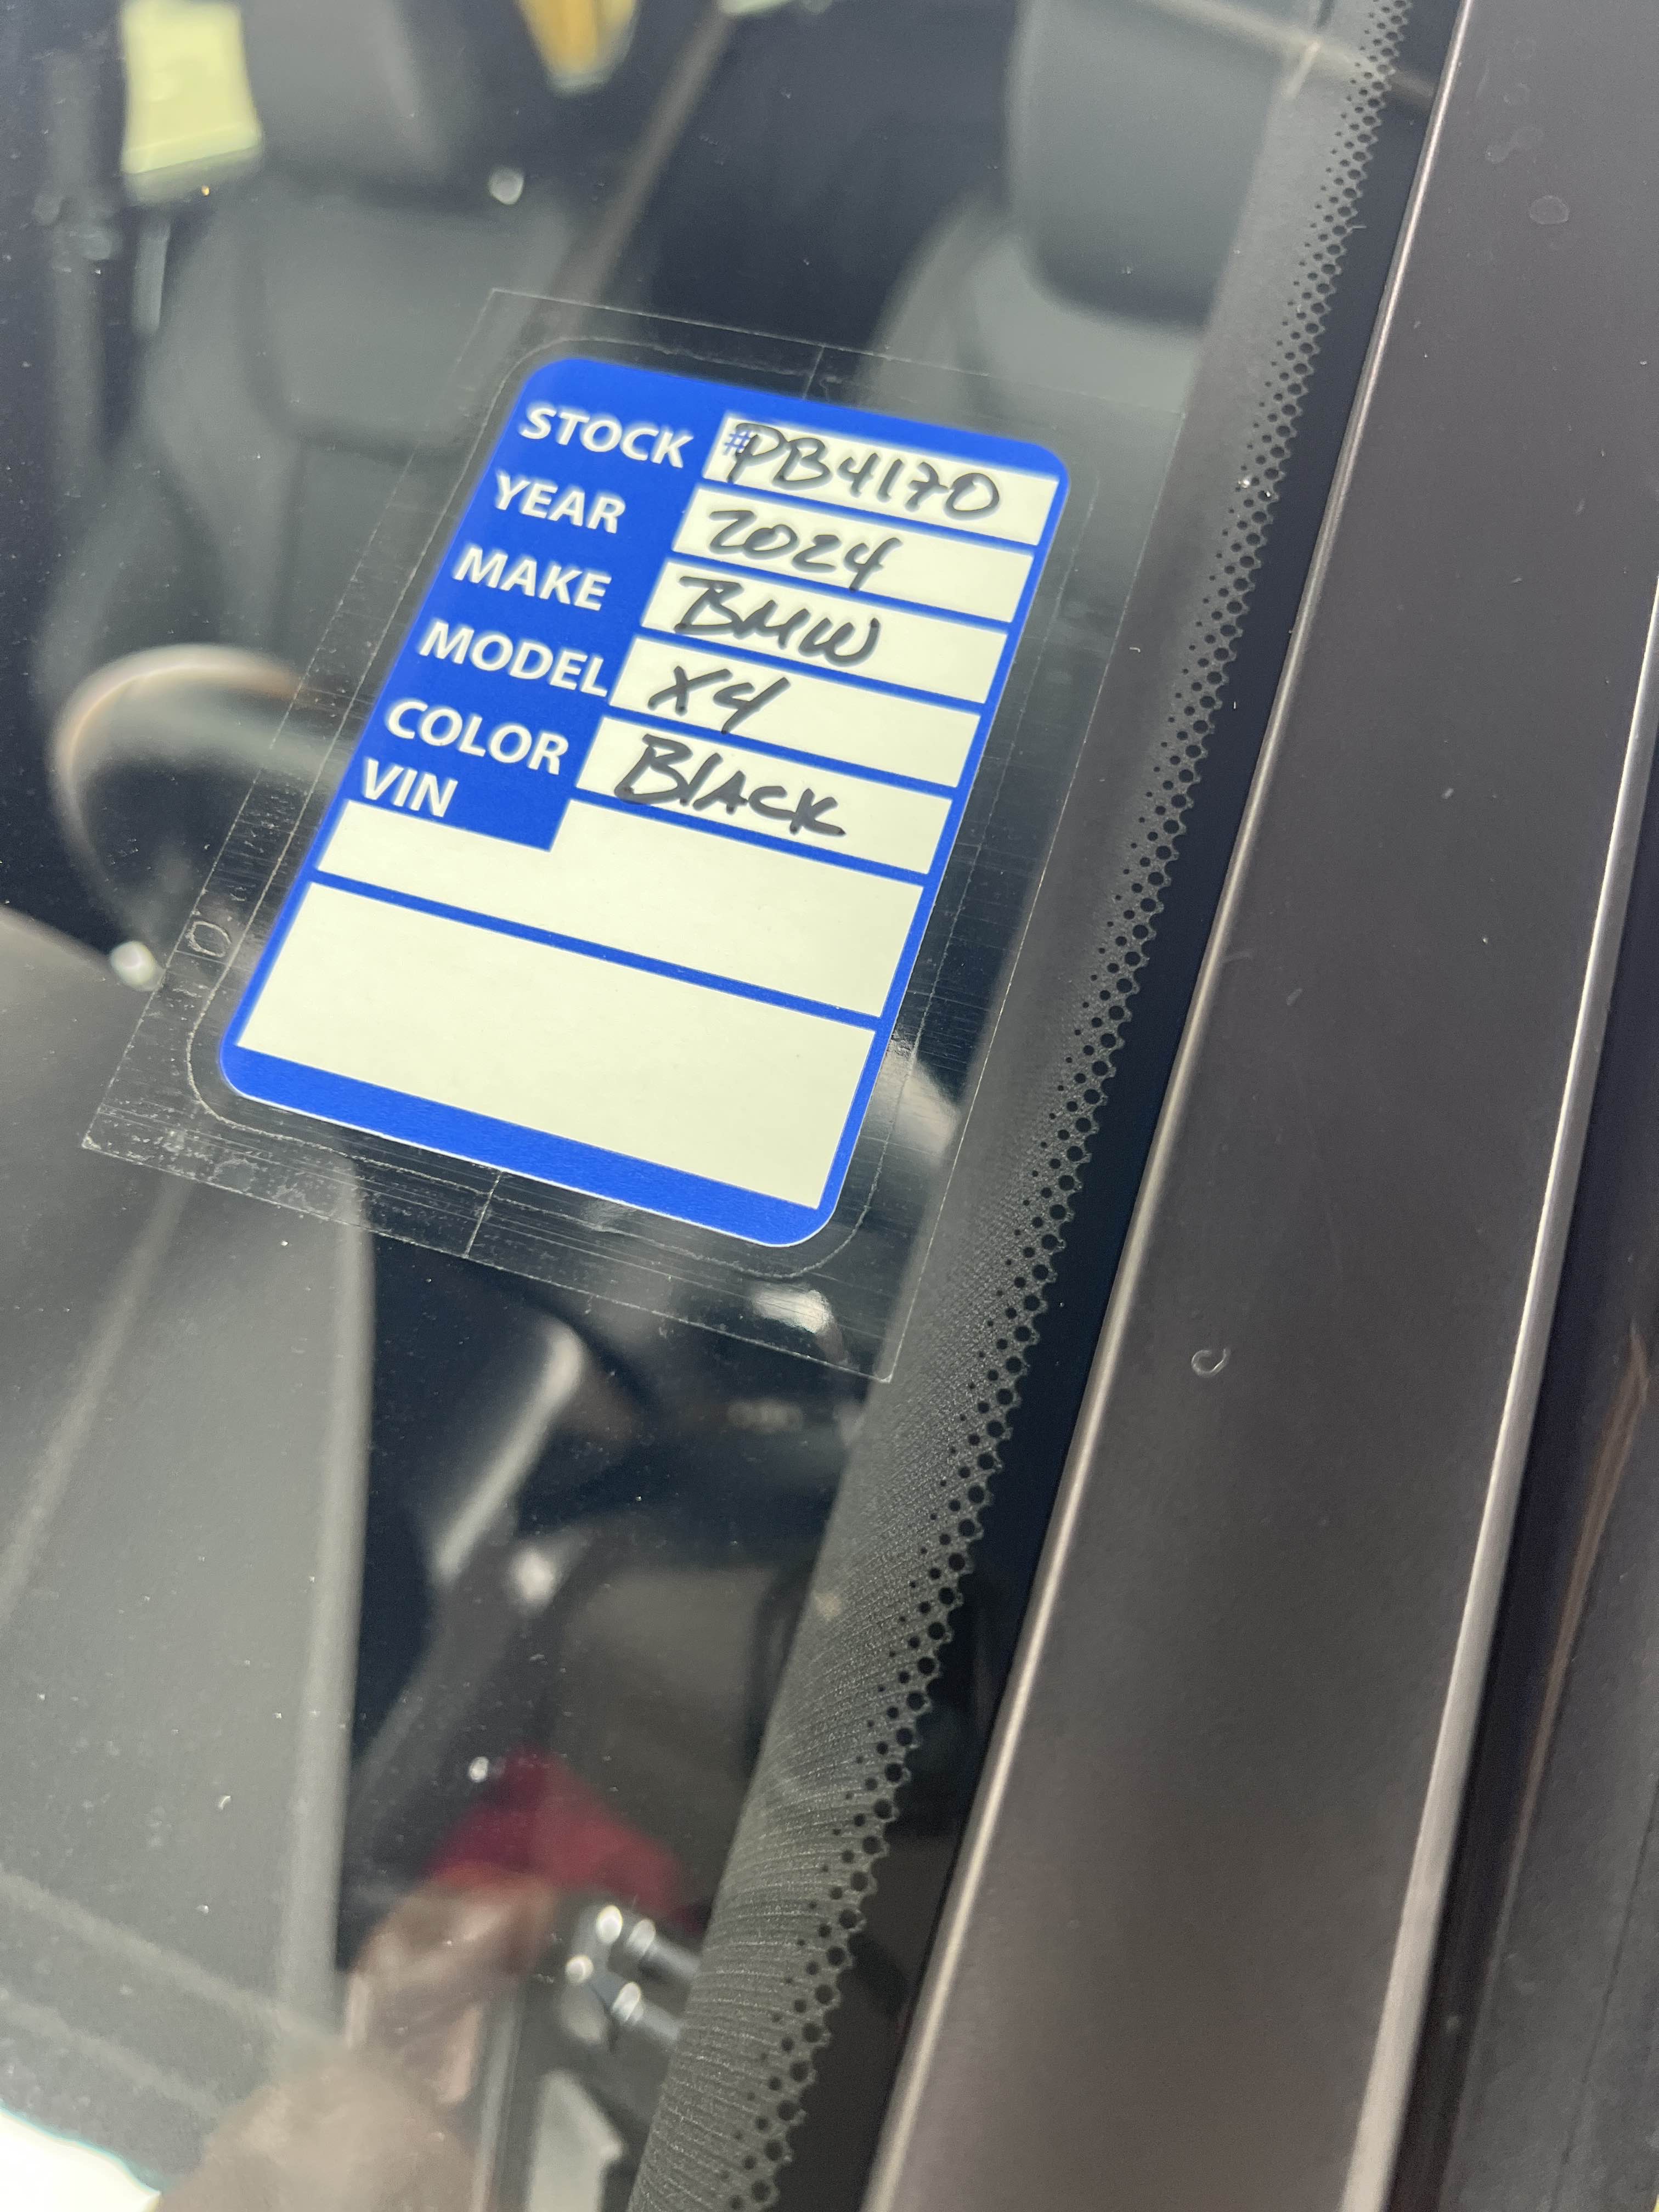 STOCK #PB4170
YEAR 2024
MAKE BMW
MODEL X4
COLOR BLACK
VIN